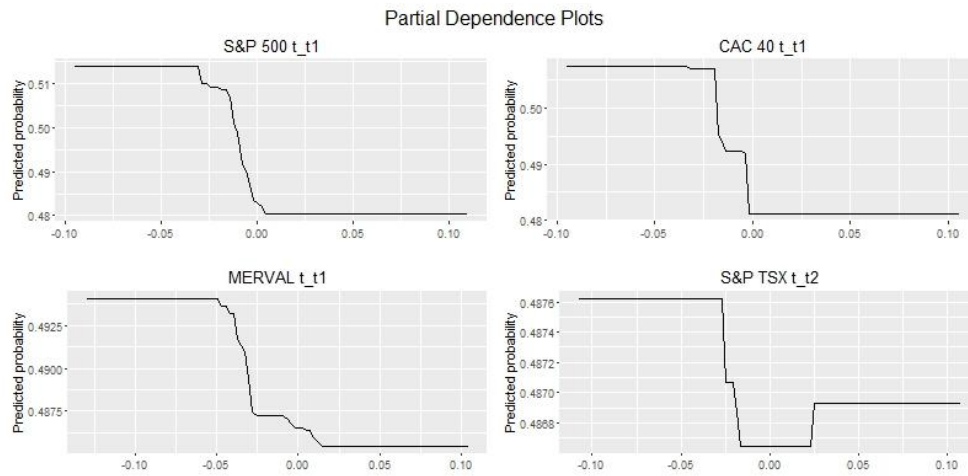 Partial Dependence Plots
S&P 500 t_t1
Predicted probability
0.51
0.50
0.49
0.48
-0.10 -0.05 0.00 0.05 0.10
CAC 40 t_t1
Predicted probability
0.50
0.49
0.48
-0.10 -0.05 0.00 0.05 0.10
MERVAL t_t1
Predicted probability
0.4925
0.4900
0.4875
-0.10 -0.05 0.00 0.05 0.10
S&P TSX t_t2
Predicted probability
0.4876
0.4874
0.4872
0.4870
0.4868
-0.10 -0.05 0.00 0.05 0.10